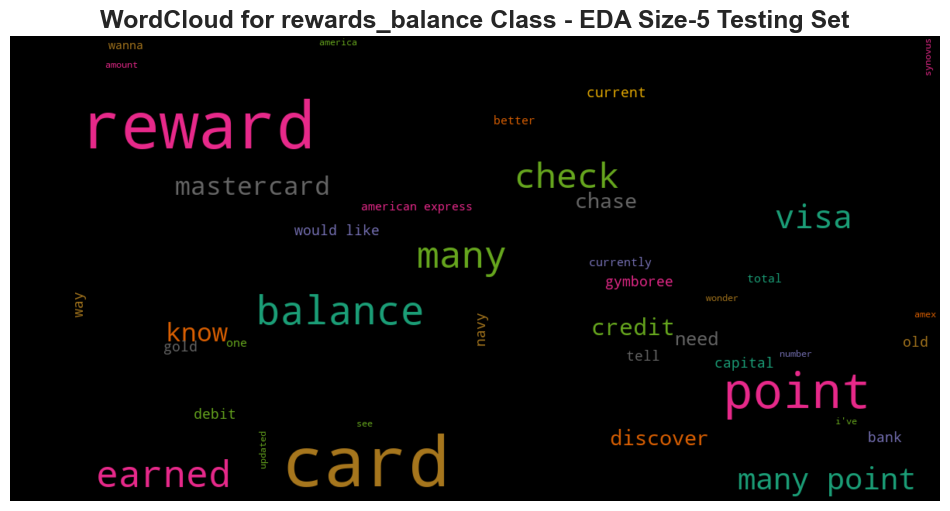 WordCloud for rewards_balance Class - EDA Size-5 Testing Set
wanna
america
synovus
amount
current
reward
better
check
mastercard
chase
american express
visa
would like
many
currently
gymboree
total
way
balance
wonder
navy
know
credit
amex
gold
one
need
old
tell
number
capital
point
debit
see
i've
updated
discover
bank
earned
card
many point